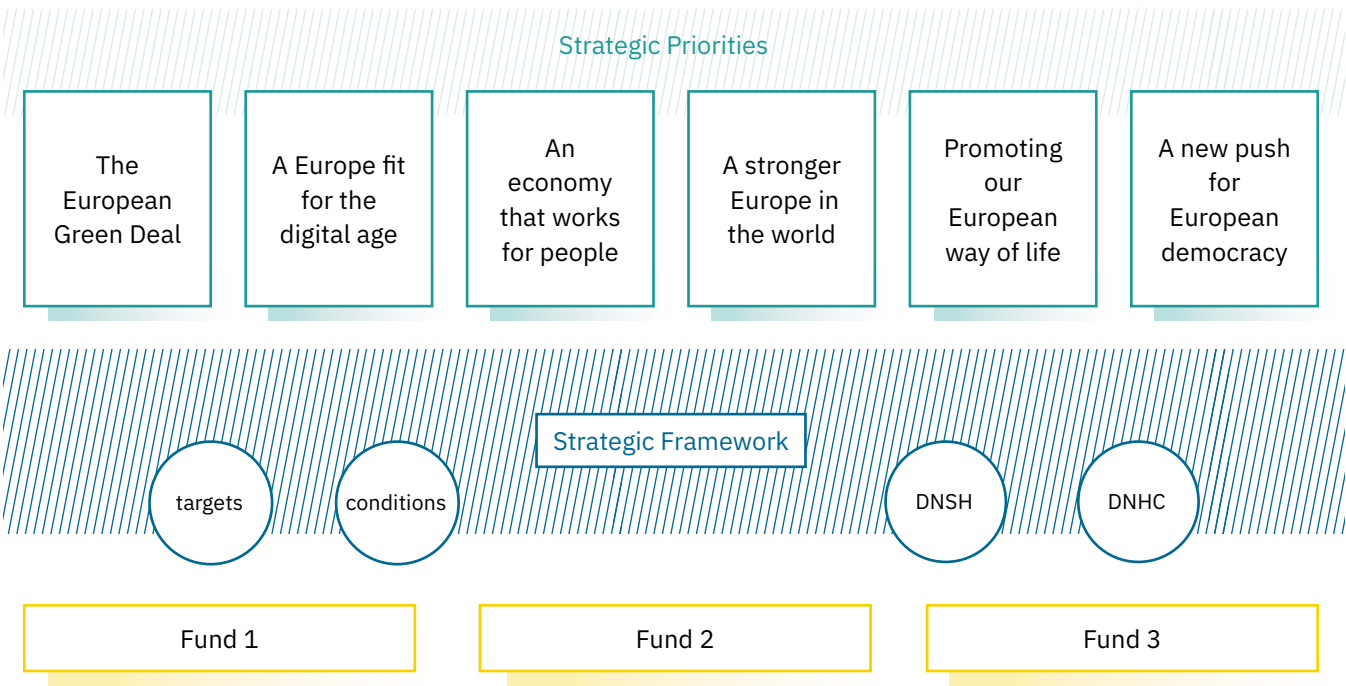 Strategic Priorities
The
European
Green Deal
A Europe fit
for the
digital age
An
economy
that works
for people
A stronger
Europe in
the world
Promoting
our
European
way of life
A new push
for
European
democracy
Strategic Framework
targets
conditions
DNSH
DNHC
Fund 1
Fund 2
Fund 3